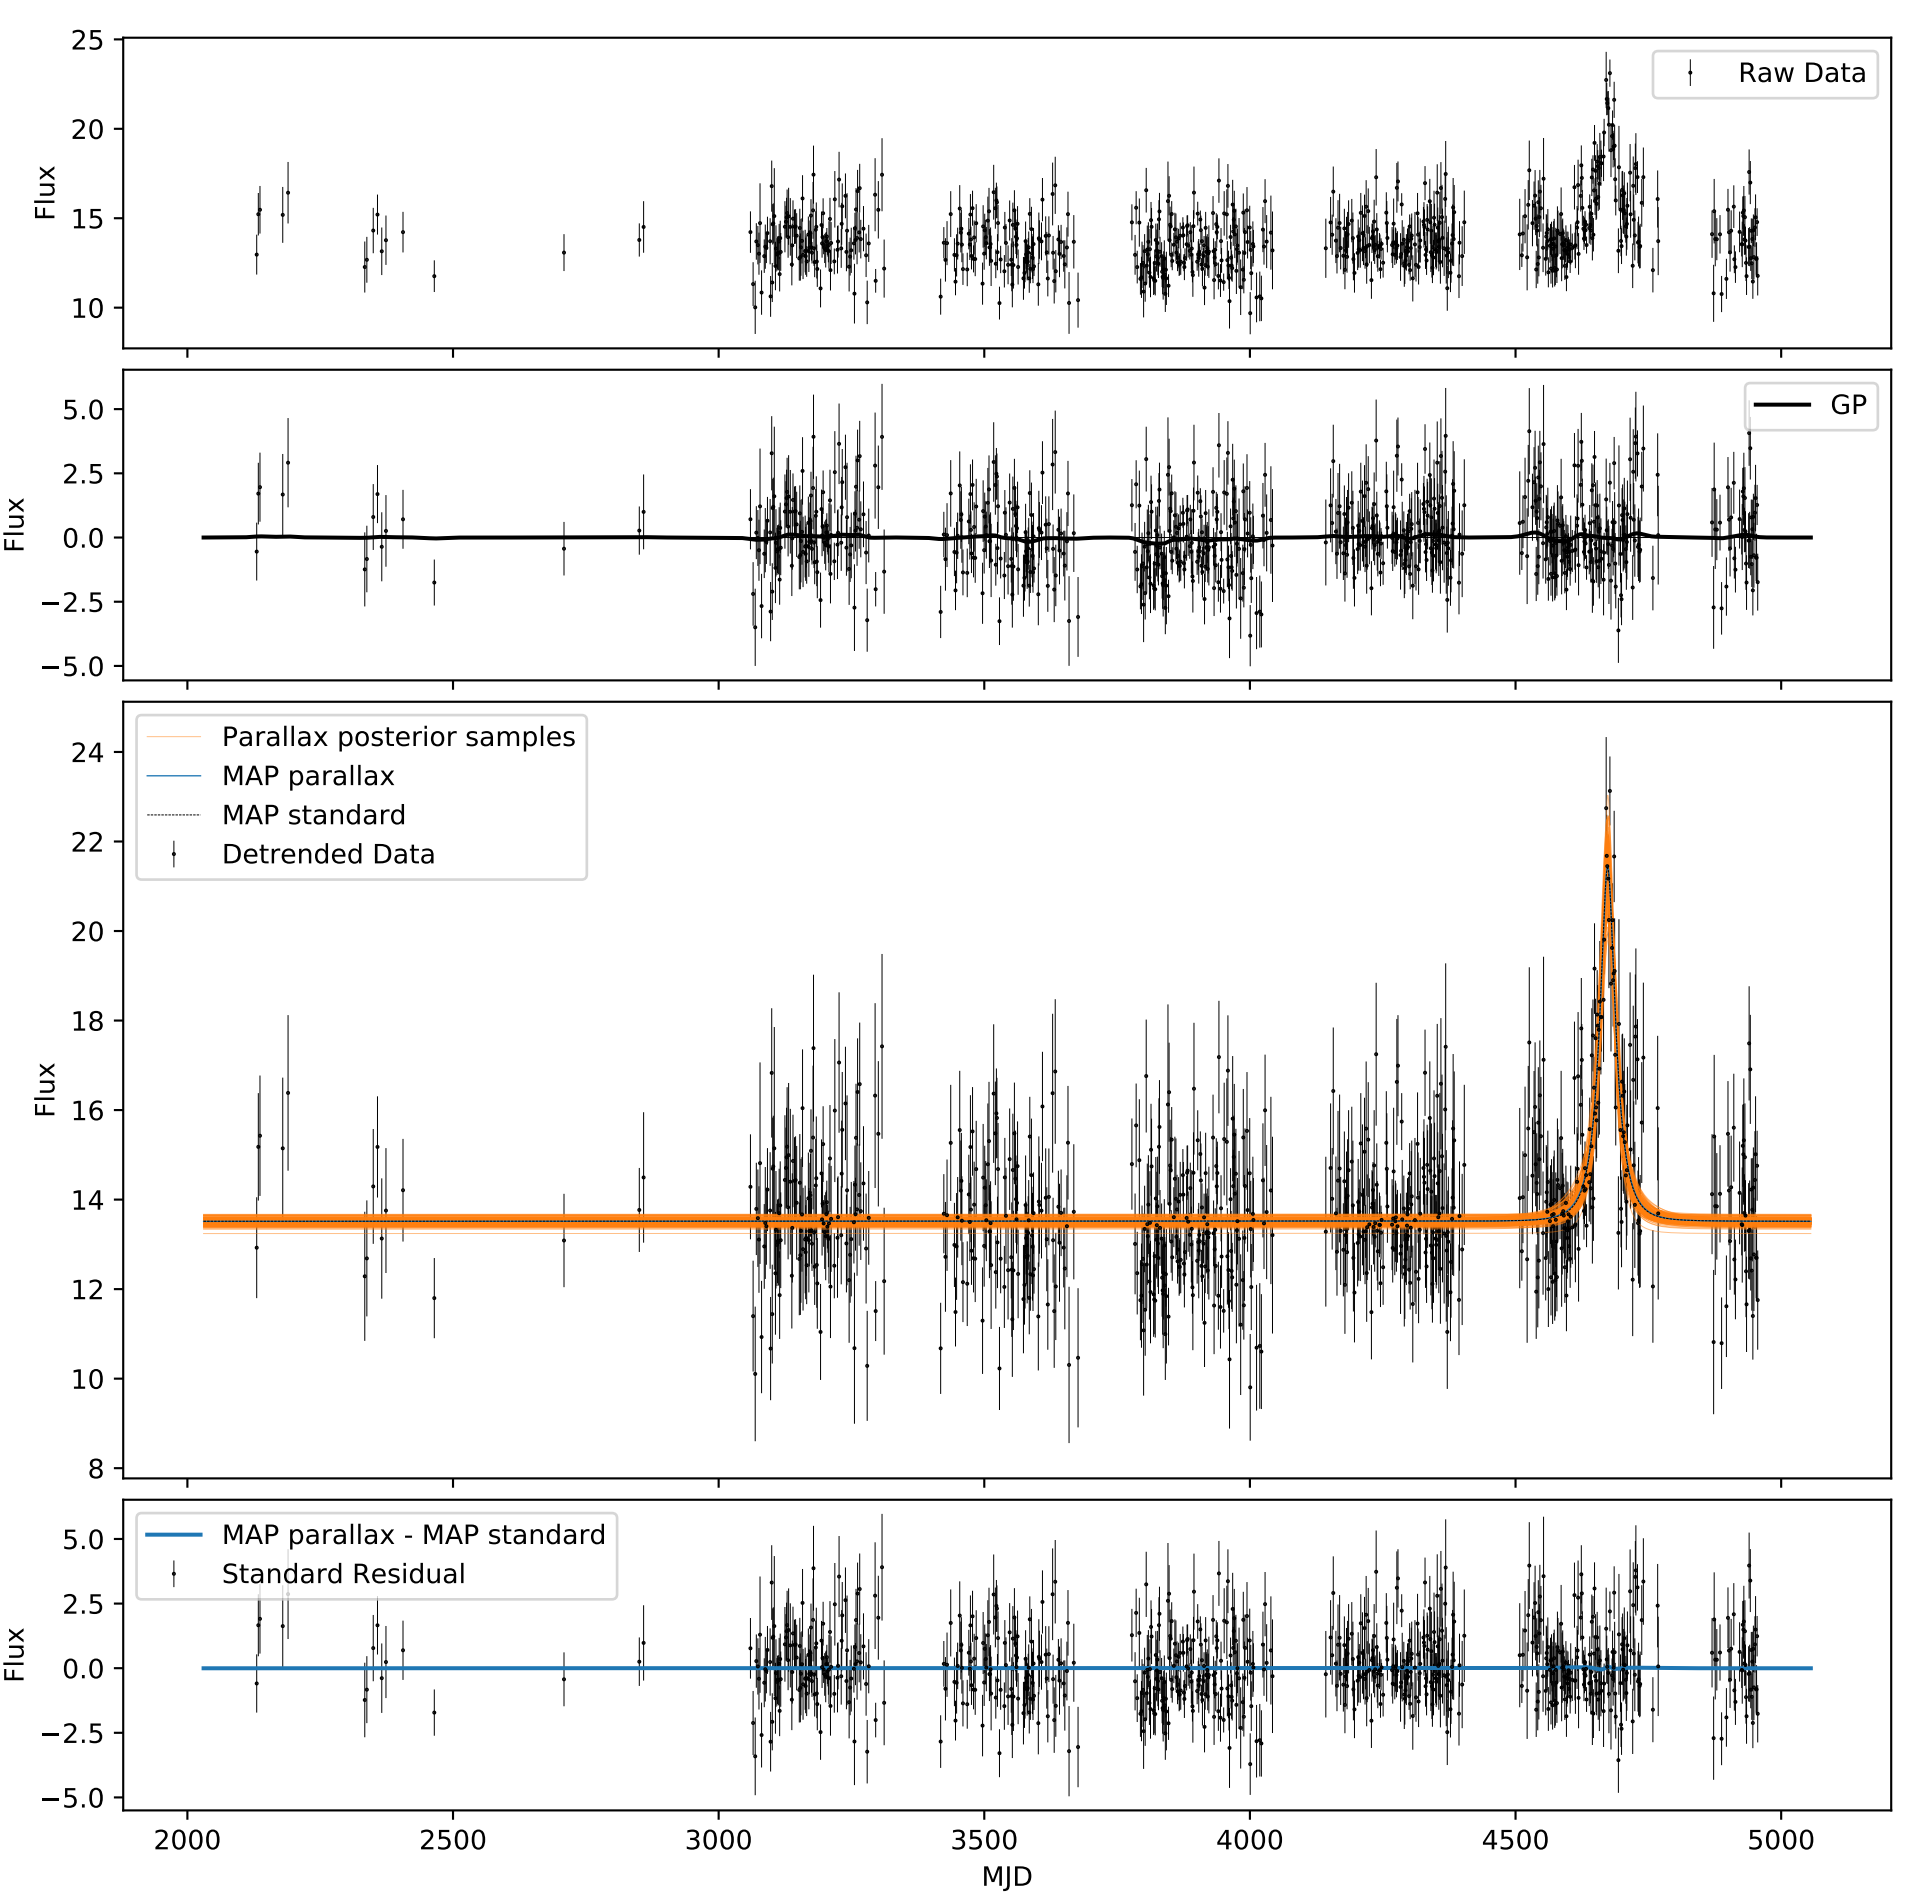 25
20
15
10
Flux
Raw Data
5.0
2.5
0.0
−2.5
−5.0
Flux
GP
24
22
20
18
16
14
12
10
8
Flux
Parallax posterior samples
MAP parallax
MAP standard
Detrended Data
5.0
2.5
0.0
−2.5
−5.0
Flux
MAP parallax - MAP standard
Standard Residual
2000 2500 3000 3500 4000 4500 5000
MJD